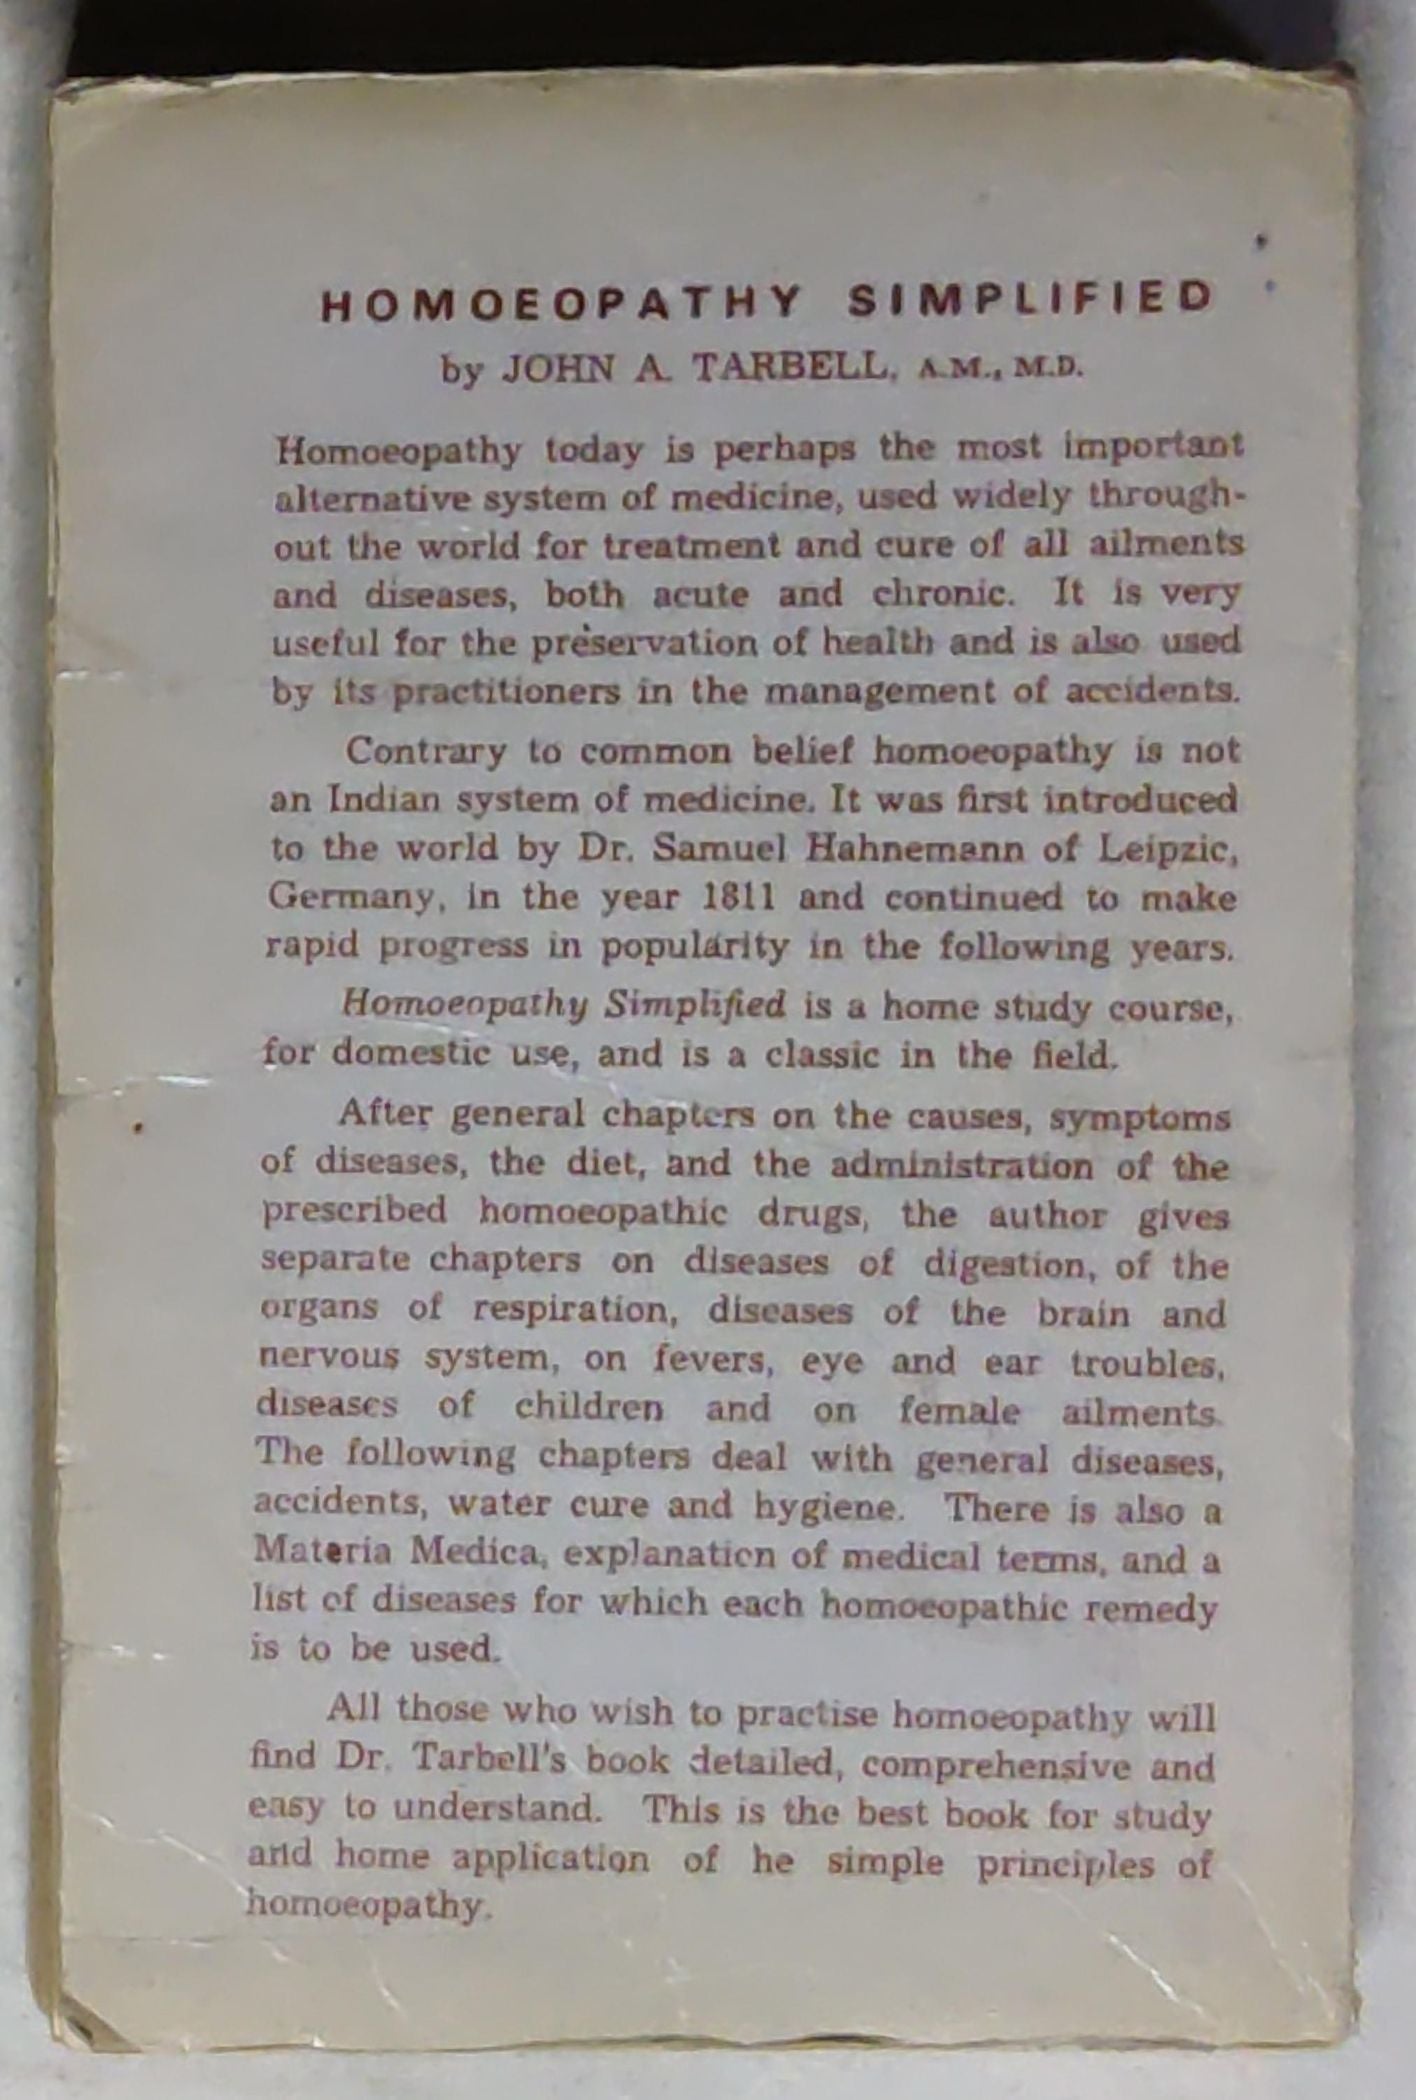 HOMOEOPATHY SIMPLIFIED
by JOHN A. TARBELL, A.M., M.D.
Homoeopathy today is perhaps the most important
alternative system of medicine, used widely through-
out the world for treatment and cure of all ailments
and diseases, both acute and chronic. It is very
useful for the preservation of health and is also used
by its practitioners in the management of accidents.
Contrary to common belief homoeopathy is not
an Indian system of medicine. It was first introduced
to the world by Dr. Samuel Hahnemann of Leipzic,
Germany, in the year 1811 and continued to make
rapid progress in popularity in the following years.
Homoeopathy Simplified is a home study course,
for domestic use, and is a classic in the field.
After general chapters on the causes, symptoms
of diseases, the diet, and the administration of the
prescribed homoeopathic drugs, the author gives
separate chapters on diseases of digestion, of the
organs of respiration, diseases of the brain and
nervous system, on fevers, eye and ear troubles,
diseases of children and on female ailments.
The following chapters deal with general diseases,
accidents, water cure and hygiene. There is also a
Materia Medica, explanation of medical terms, and a
list of diseases for which each homoeopathic remedy
is to be used.
All those who wish to practise homoeopathy will
find Dr. Tarbell's book detailed, comprehensive and
easy to understand. This is the best book for study
and home application of he simple principles of
homoeopathy.